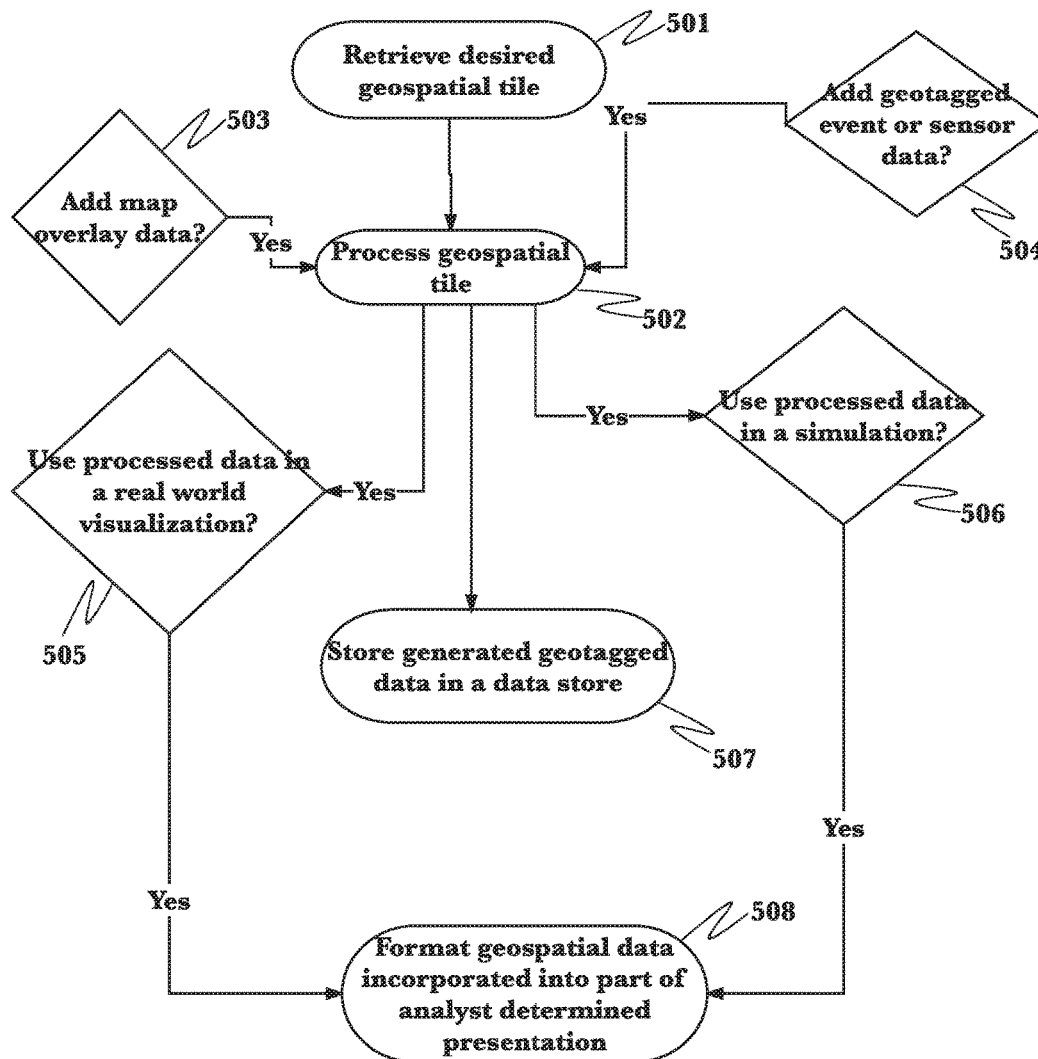 501
Retrieve desired
geospatial tile
503
Add map
overlay data?
Yes
Yes
Add geotagged
event or sensor
data?
504
Process geospatial
tile
502
Use processed data in
a real world
visualization?
505
Yes
Yes
Use processed data
in a simulation?
506
Store generated geotagged
data in a data store
507
Yes
Yes
508
Format geospatial data
incorporated into part of
analyst determined
presentation